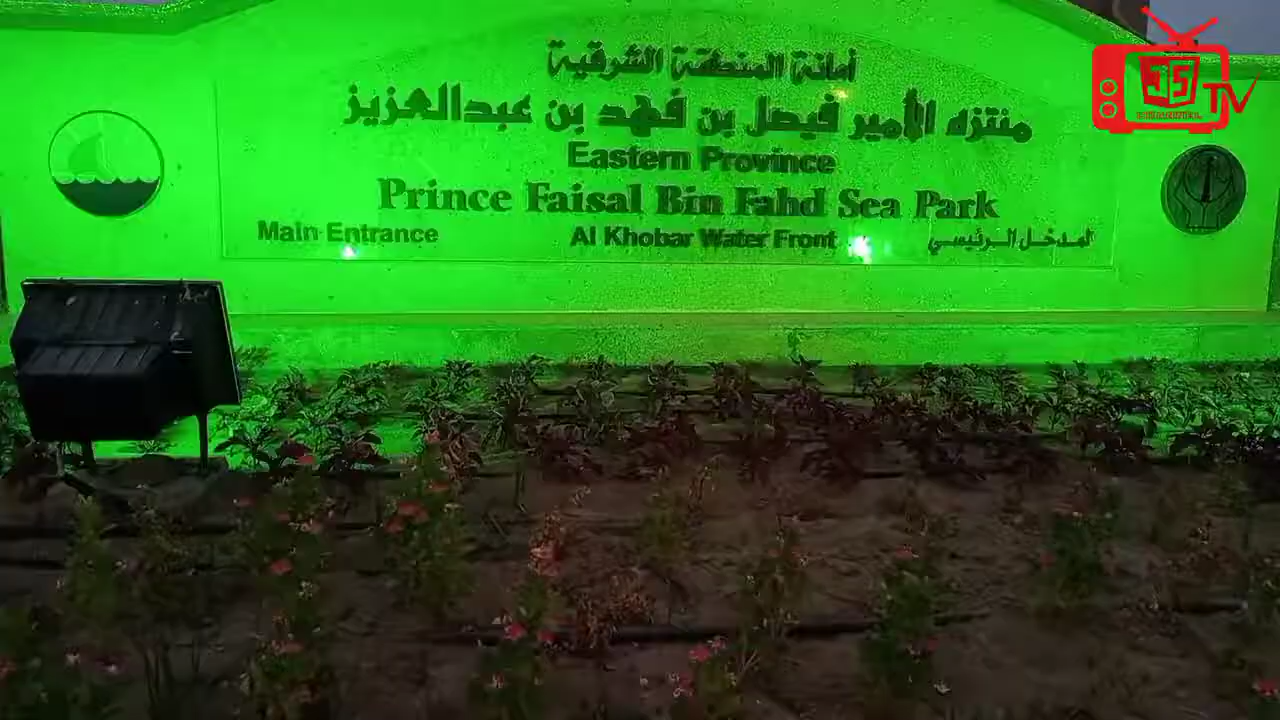 أمانة المنطقة الشرقية
منتزه الأمير فيصل بن فهد بن عبدالعزيز
Eastern Province
Prince Faisal Bin Fahd Sea Park
Main Entrance
Al Khobar Water Front
المدخل الرئيسي
JS TV